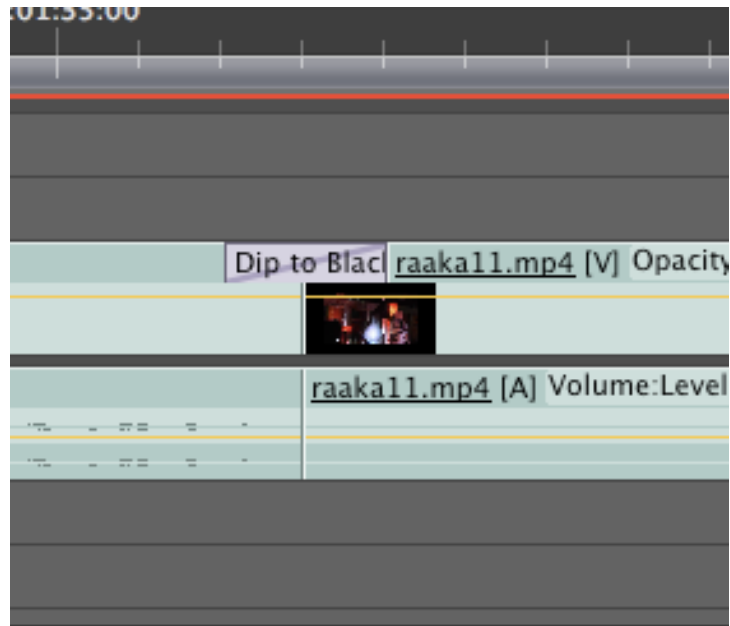 :01:35:00
Dip to Blac
raaka11.mp4 [V] Opacity
raaka11.mp4 [A] Volume:Level